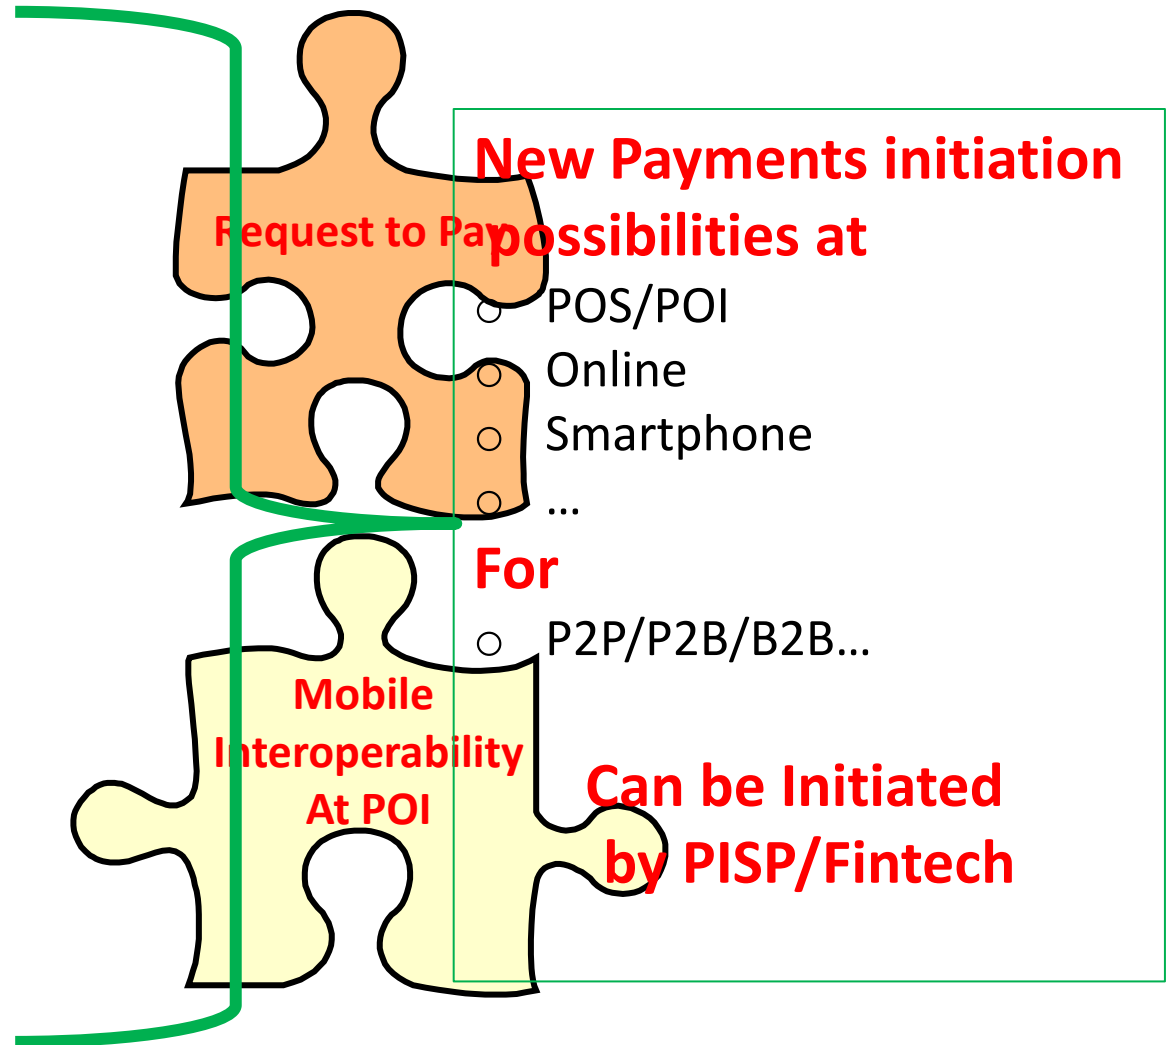 Request to Pay
Mobile
Interoperability
At POI
New Payments initiation
possibilities at
○ POS/POI
○ Online
○ Smartphone
○ …
For
○ P2P/P2B/B2B…
Can be Initiated
by PISP/Fintech